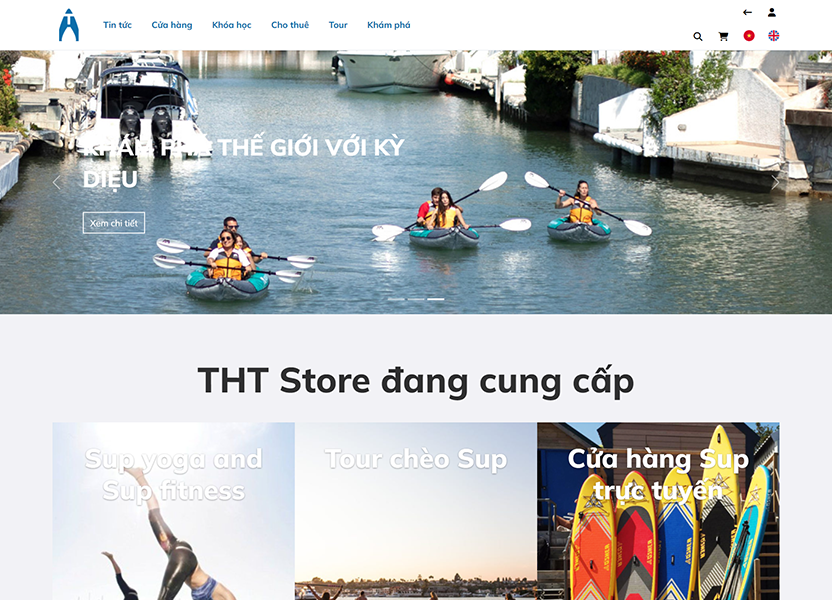 Tin tức
Cửa hàng
Khóa học
Cho thuê
Tour
Khám phá
KHÁM PHÁ THẾ GIỚI VỚI KỲ
DIỆU
Xem chi tiết
THT Store đang cung cấp
Sup yoga and
Sup fitness
Tour chèo Sup
Cửa hàng Sup
trực tuyến